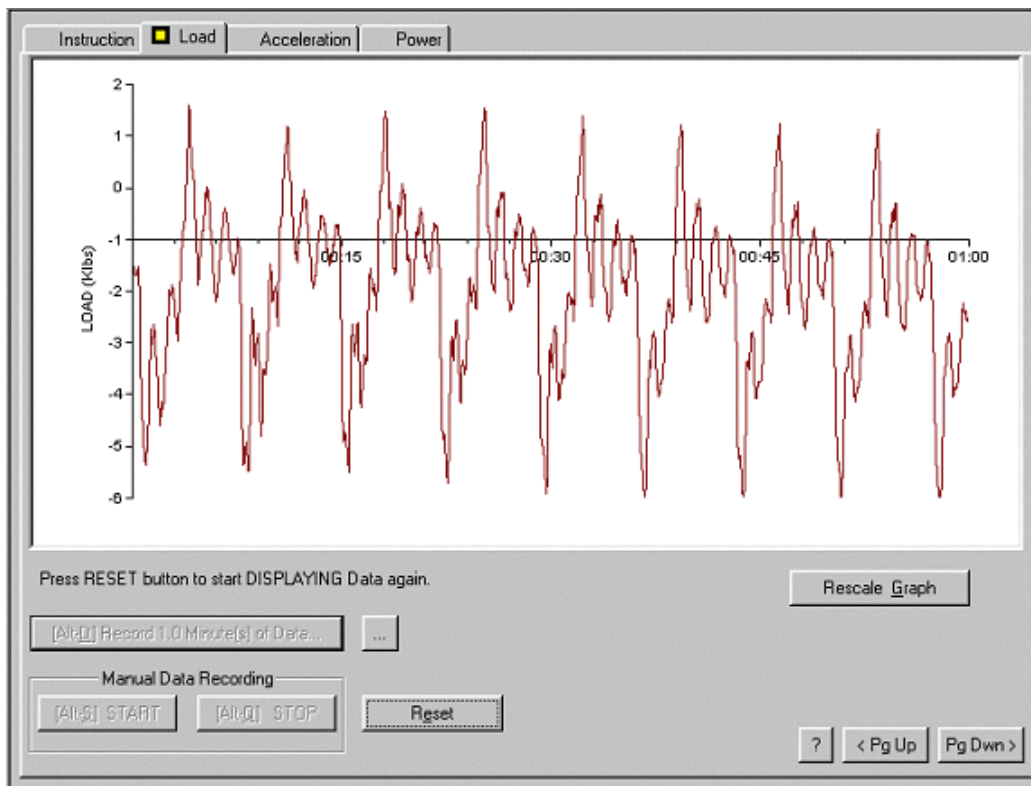 Instruction Load Acceleration Power
2
1
0
-1
-2
-3
-4
-5
-6
LOAD (Klbs)
00:15 00:30 00:45 01:00
Press RESET button to start DISPLAYING Data again.
Rescale Graph
[Alt-D] Record 1.0 Minute(s) of Data... ...
Manual Data Recording
[Alt-S] START [Alt-Q] STOP Reset
? < Pg Up Pg Dwn >